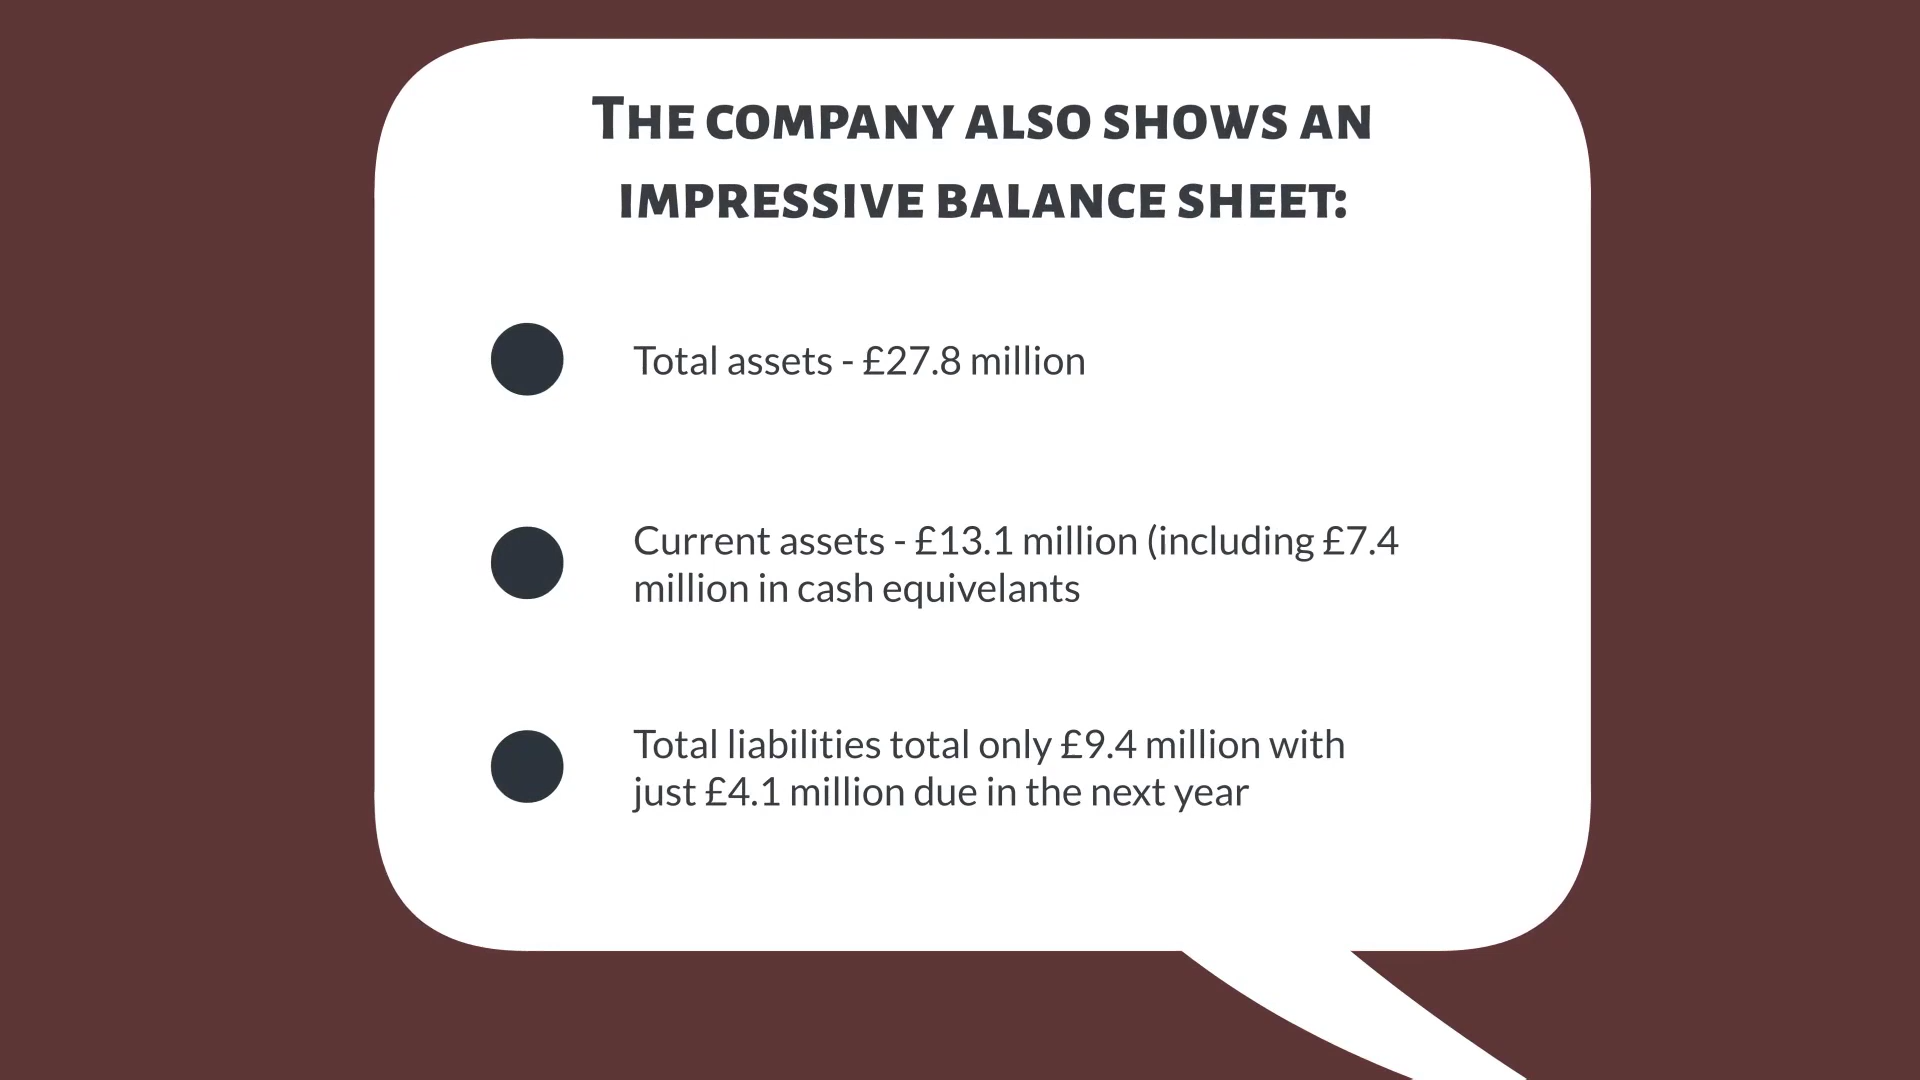 The company also shows an
impressive balance sheet:
Total assets - £27.8 million
Current assets - £13.1 million (including £7.4
million in cash equivelants
Total liabilities total only £9.4 million with
just £4.1 million due in the next year